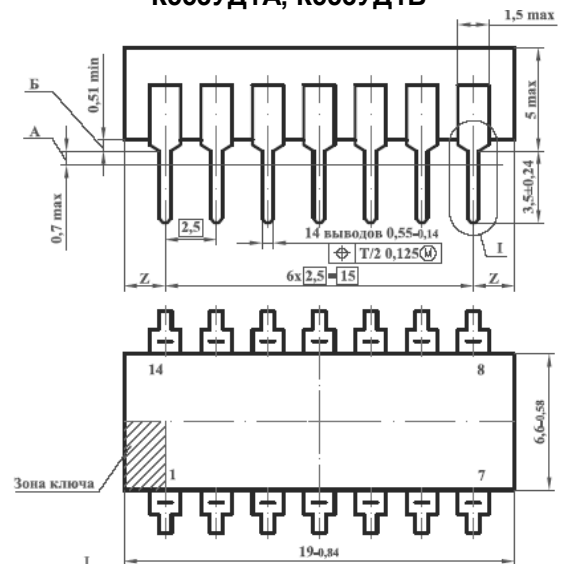 1,5 max
Б
0,51 min
А
5 max
0,7 max
3,5±0,24
2,5
14 выводов 0,55-0,14
I
T/2 0,125 M
Z
6x 2,5 = 15
Z
14
8
6,6-0,58
Зона ключа
1
7
19-0,84